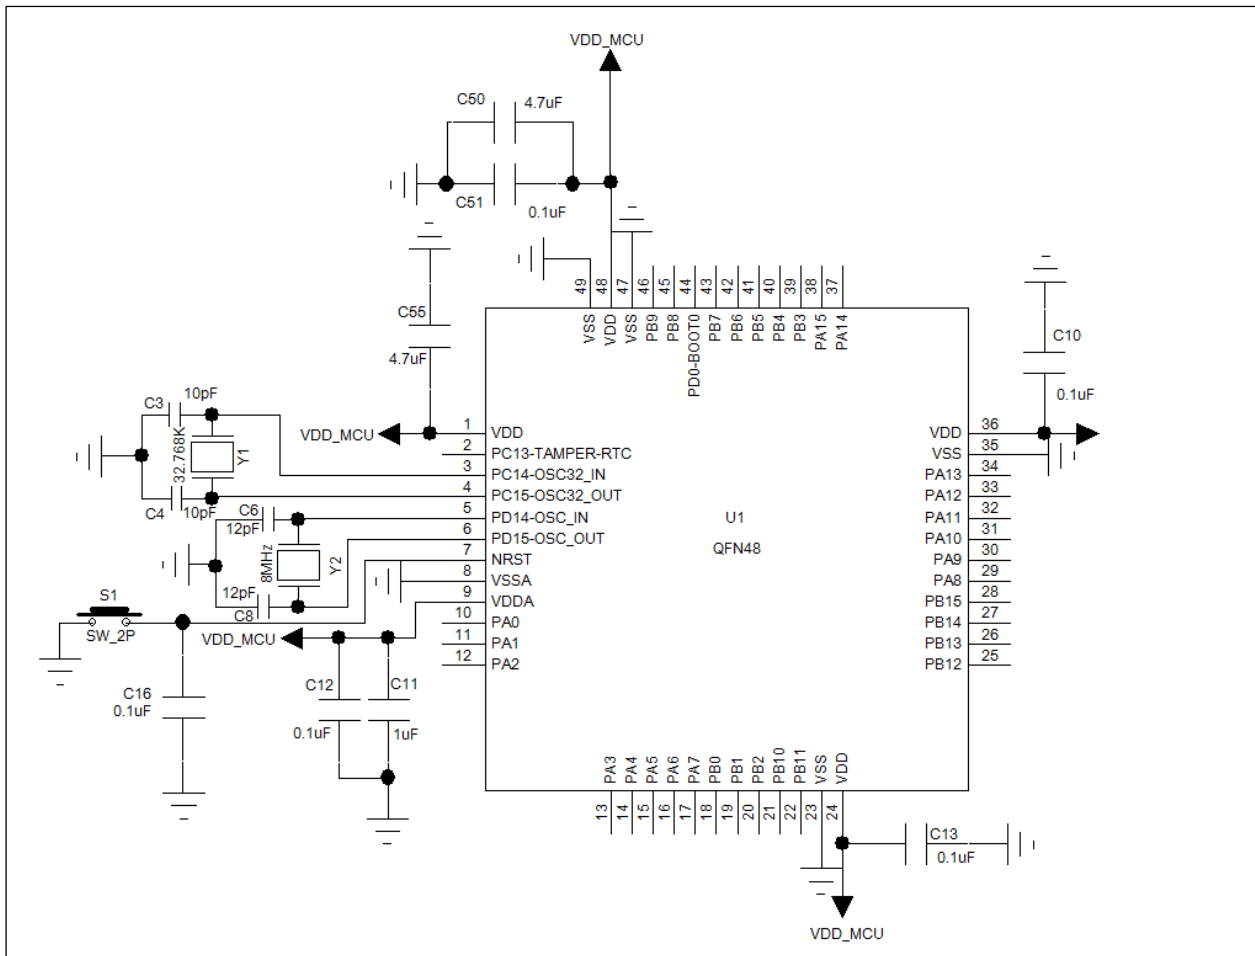 VDD_MCU
C50
4.7uF
C51
0.1uF
C55
4.7uF
49
48
47
46
45
44
43
42
41
40
39
38
37
VSS
VDD
VSS
PB9
PB8
PD0-BOOT0
PB7
PB6
PB5
PB4
PB3
PA15
PA14
C10
0.1uF
C3
10pF
32.768K
Y1
C4
10pF
VDD_MCU
1
VDD
2
PC13-TAMPER-RTC
3
PC14-OSC32_IN
4
PC15-OSC32_OUT
5
PD14-OSC_IN
6
PD15-OSC_OUT
7
NRST
8
VSSA
9
VDDA
10
PA0
11
PA1
12
PA2
C6
12pF
8MHz
Y2
12pF
C8
U1
QFN48
VDD
36
VSS
35
PA13
34
PA12
33
PA11
32
PA10
31
PA9
30
PA8
29
PB15
28
PB14
27
PB13
26
PB12
25
S1
SW_2P
VDD_MCU
C16
0.1uF
C12
0.1uF
C11
1uF
PA3
PA4
PA5
PA6
PA7
PB0
PB1
PB2
PB10
PB11
VSS
VDD
13
14
15
16
17
18
19
20
21
22
23
24
C13
0.1uF
VDD_MCU